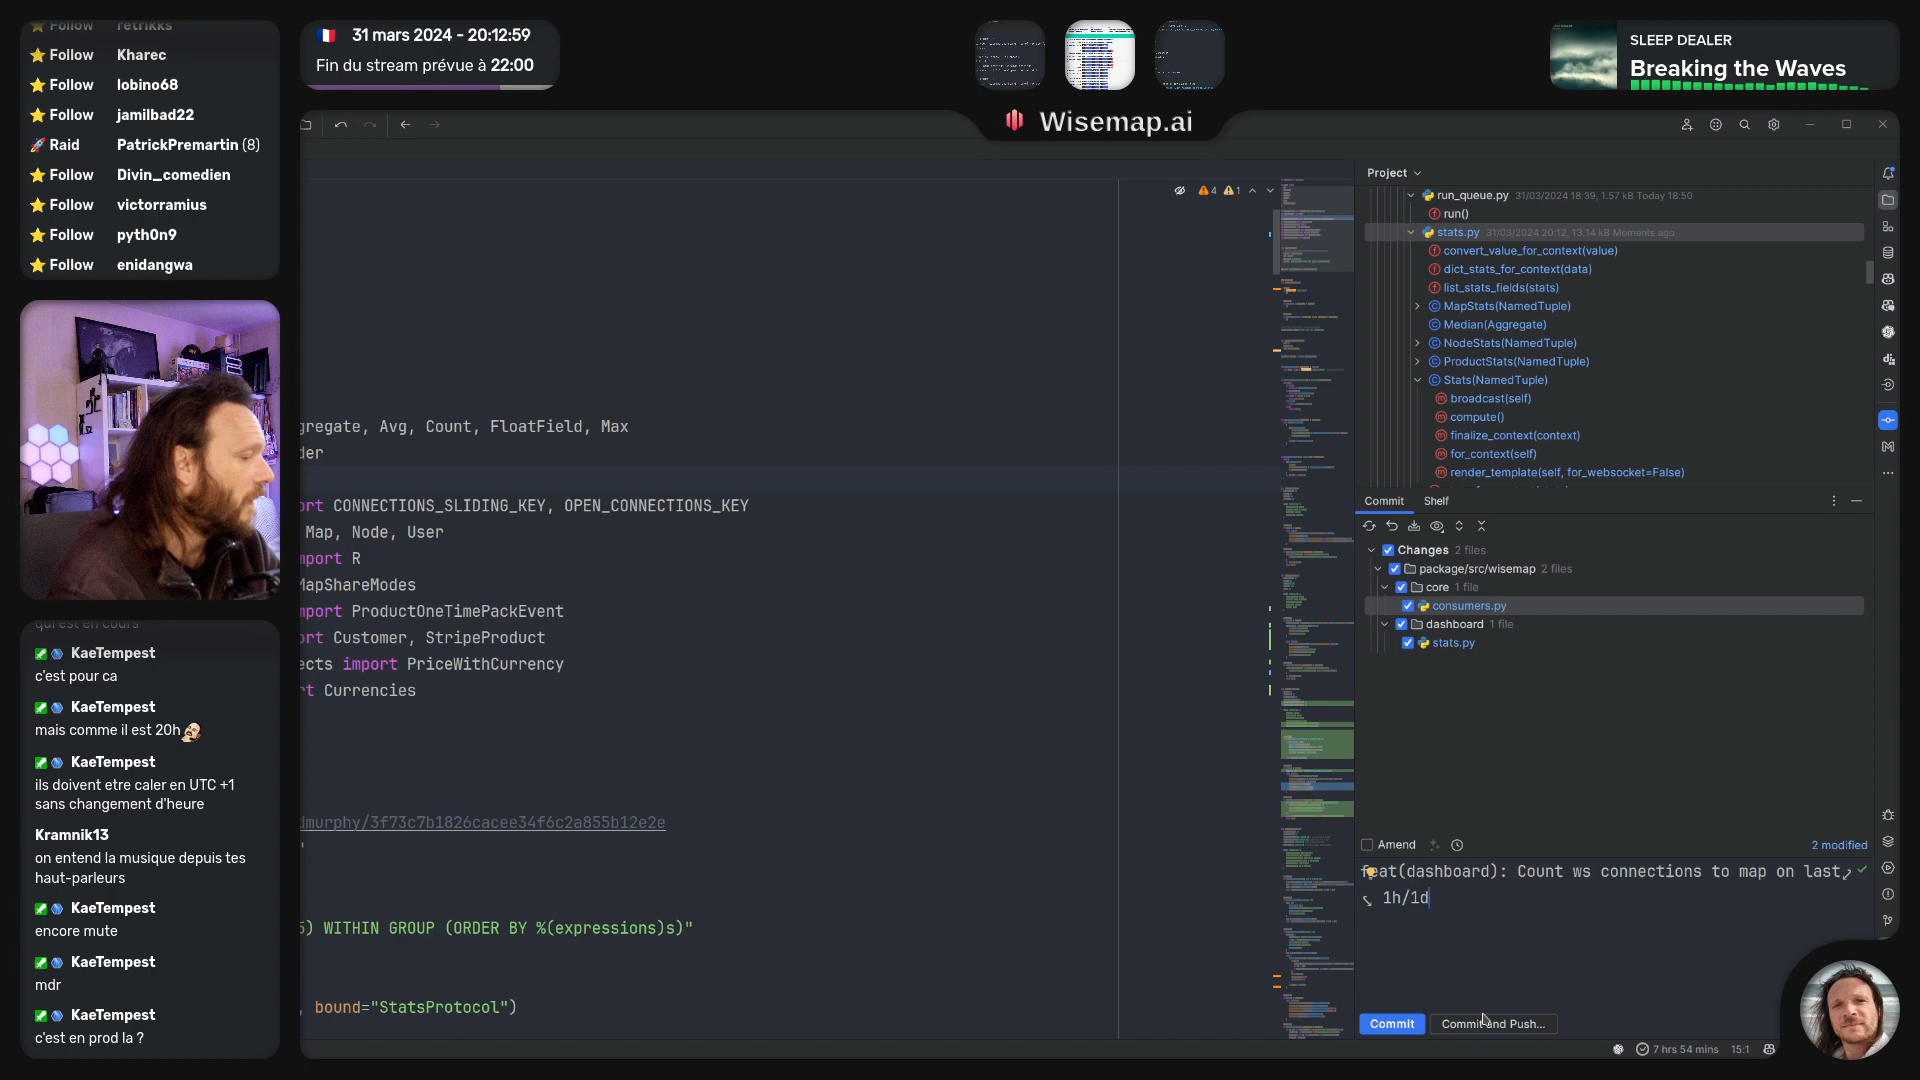 Follow retrikks
Follow Kharec
Follow lobino68
Follow jamilbad22
Raid PatrickPremartin (8)
Follow Divin_comedien
Follow victorramius
Follow pyth0n9
Follow enidangwa
31 mars 2024 - 20:12:59
Fin du stream prévue à 22:00
SLEEP DEALER
Breaking the Waves
Wisemap.ai
4 1
gregate, Avg, Count, FloatField, Max
der
ort CONNECTIONS_SLIDING_KEY, OPEN_CONNECTIONS_KEY
Map, Node, User
mport R
MapShareModes
mport ProductOneTimePackEvent
ort Customer, StripeProduct
ects import PriceWithCurrency
rt Currencies
dmurphy/3f73c7b1826cacee34f6c2a855b12e2e
5) WITHIN GROUP (ORDER BY %(expressions)s)"
, bound="StatsProtocol")
Project
run_queue.py 31/03/2024 18:39, 1.57 kB Today 18:50
run()
stats.py 31/03/2024 20:12, 13.14 kB Moments ago
convert_value_for_context(value)
dict_stats_for_context(data)
list_stats_fields(stats)
MapStats(NamedTuple)
Median(Aggregate)
NodeStats(NamedTuple)
ProductStats(NamedTuple)
Stats(NamedTuple)
broadcast(self)
compute()
finalize_context(context)
for_context(self)
render_template(self, for_websocket=False)
Commit Shelf
Changes 2 files
package/src/wisemap 2 files
core 1 file
consumers.py
dashboard 1 file
stats.py
Amend
2 modified
feat(dashboard): Count ws connections to map on last
1h/1d
Commit
Commit and Push...
7 hrs 54 mins
15:1
qui est en cours
KaeTempest
c'est pour ca
KaeTempest
mais comme il est 20h
KaeTempest
ils doivent etre caler en UTC +1
sans changement d'heure
Kramnik13
on entend la musique depuis tes
haut-parleurs
KaeTempest
encore mute
KaeTempest
mdr
KaeTempest
c'est en prod la ?